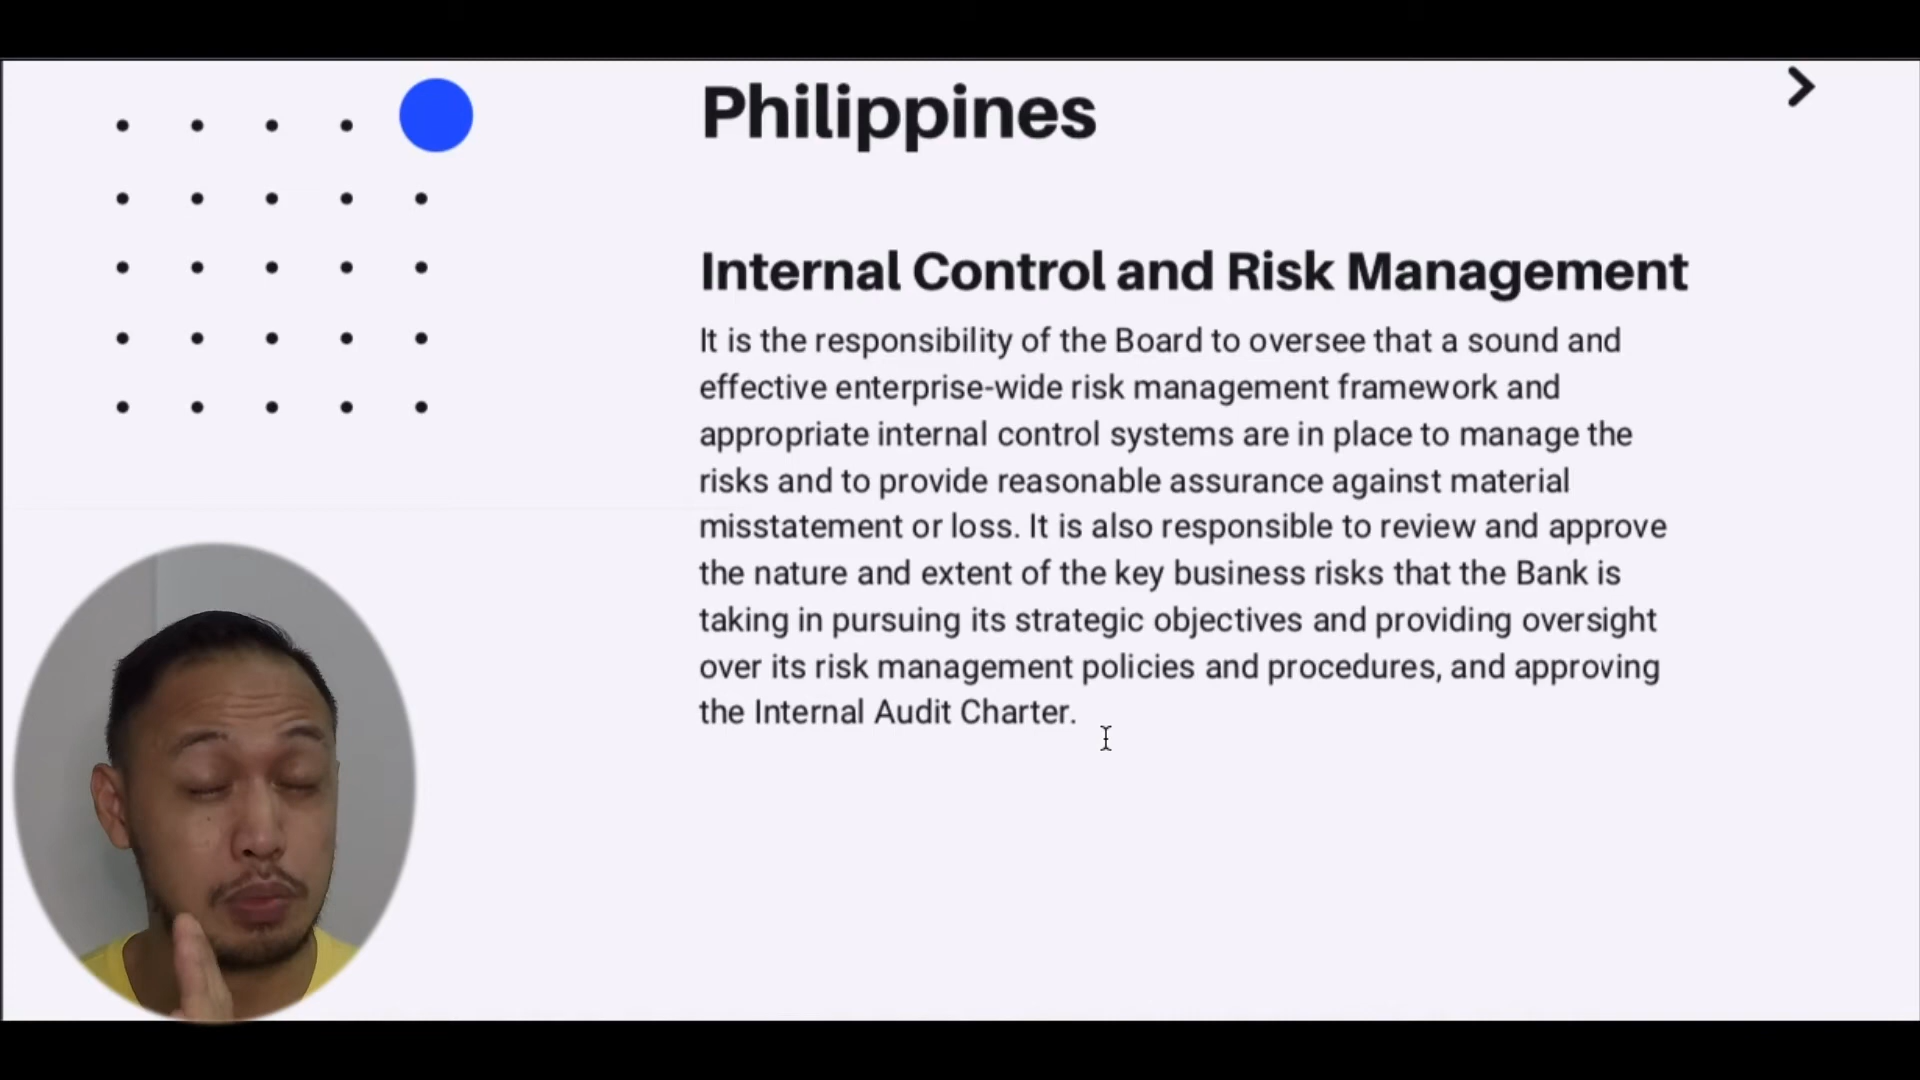 Philippines
Internal Control and Risk Management
It is the responsibility of the Board to oversee that a sound and
effective enterprise-wide risk management framework and
appropriate internal control systems are in place to manage the
risks and to provide reasonable assurance against material
misstatement or loss. It is also responsible to review and approve
the nature and extent of the key business risks that the Bank is
taking in pursuing its strategic objectives and providing oversight
over its risk management policies and procedures, and approving
the Internal Audit Charter.